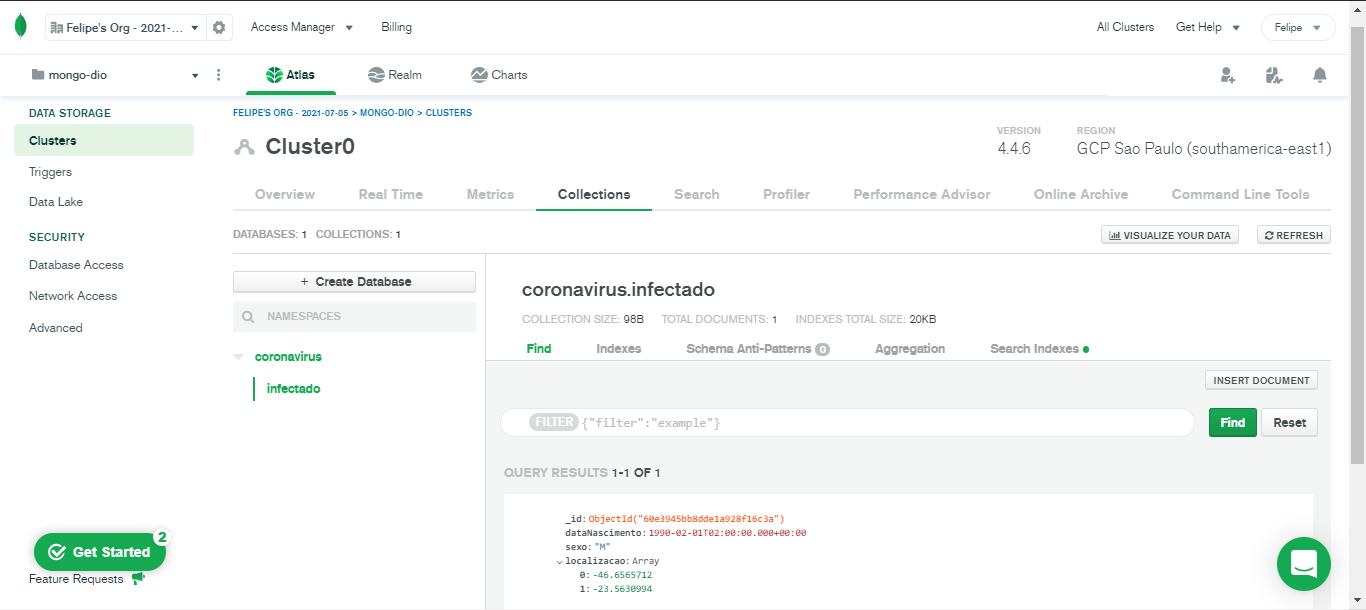 Felipe's Org - 2021-... Access Manager Billing All Clusters Get Help Felipe
mongo-dio Atlas Realm Charts
DATA STORAGE
Clusters
Triggers
Data Lake
SECURITY
Database Access
Network Access
Advanced
2
Get Started
Feature Requests
FELIPE'S ORG - 2021-07-05 > MONGO-DIO > CLUSTERS
Cluster0
VERSION REGION
4.4.6 GCP Sao Paulo (southamerica-east1)
Overview Real Time Metrics Collections Search Profiler Performance Advisor Online Archive Command Line Tools
DATABASES: 1 COLLECTIONS: 1 VISUALIZE YOUR DATA REFRESH
+ Create Database
NAMESPACES
coronavirus
infectado
coronavirus.infectado
COLLECTION SIZE: 98B TOTAL DOCUMENTS: 1 INDEXES TOTAL SIZE: 20KB
Find Indexes Schema Anti-Patterns 0 Aggregation Search Indexes
INSERT DOCUMENT
FILTER {"filter":"example"} Find Reset
QUERY RESULTS 1-1 OF 1
_id: ObjectId("60e3945bb8dde1a928f16c3a")
dataNascimento: 1990-02-01T02:00:00.000+00:00
sexo: "M"
localizacao: Array
0: -46.6565712
1: -23.5630994